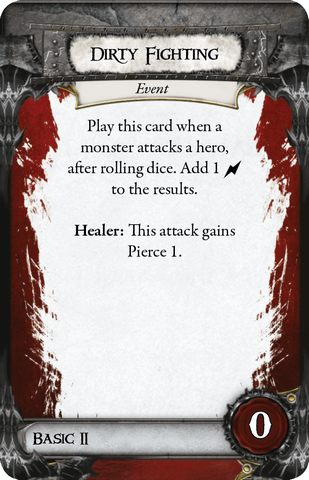 Dirty Fighting
Event
Play this card when a
monster attacks a hero,
after rolling dice. Add 1
to the results.
Healer: This attack gains
Pierce 1.
Basic II
0